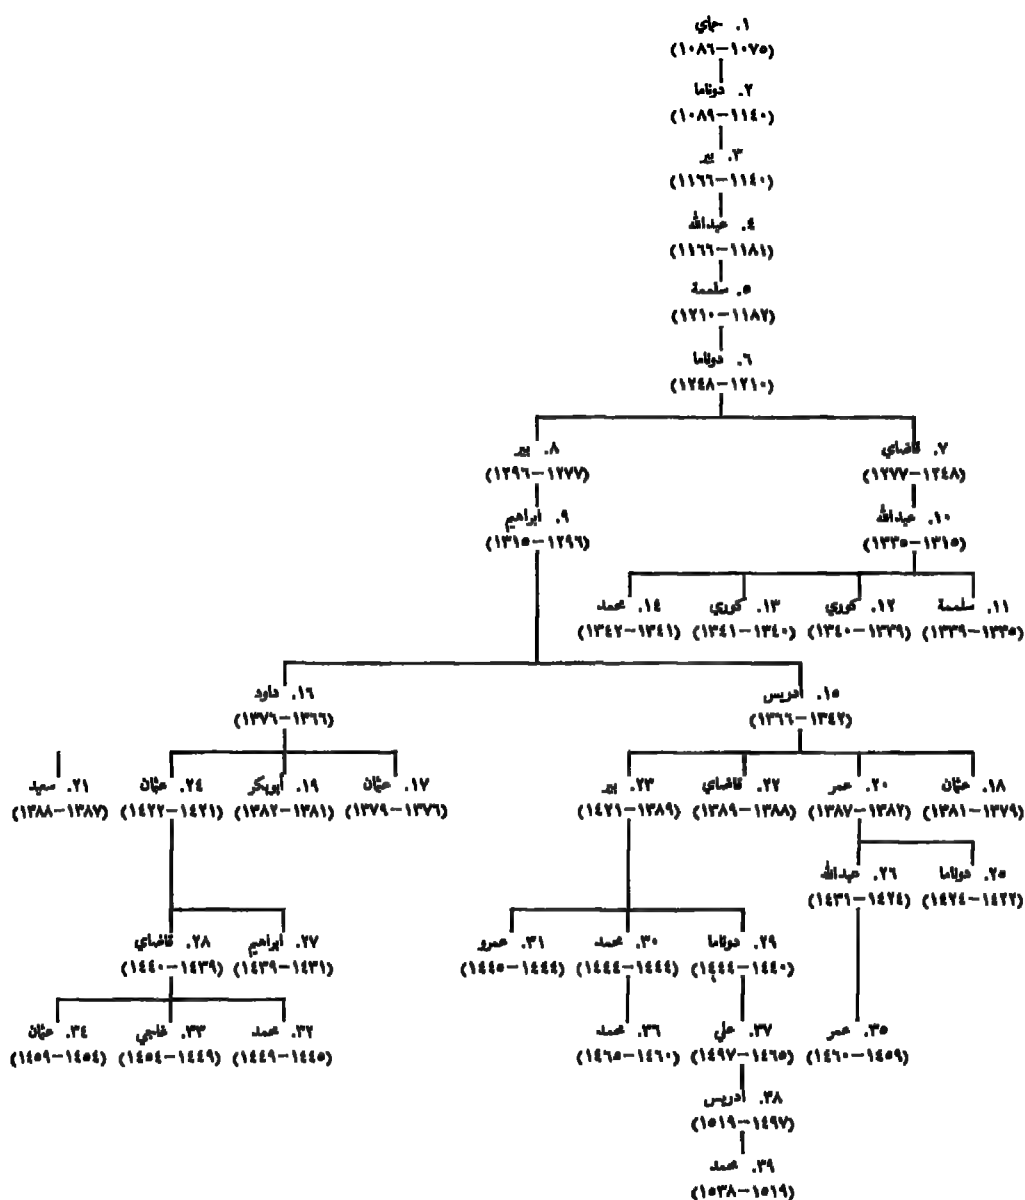 ١. حماي
(١٠٧٥–١٠٨٦)
٢. دوناما
(١٠٨٩–١١٤٠)
٣. بير
(١١٤٠–١١٦٦)
٤. عبدالله
(١١٦٦–١١٨١)
٥. سلممة
(١١٨٢–١٢١٠)
٦. دوناما
(١٢١٠–١٢٤٨)
٧. قاضاي
(١٢٤٨–١٢٧٧)
٨. بير
(١٢٧٧–١٢٩٦)
١٠. عبدالله
(١٣١٥–١٣٣٥)
٩. ابراهيم
(١٢٩٦–١٣١٥)
١١. سلممة
(١٣٣٥–١٣٣٩)
١٢. كوري
(١٣٣٩–١٣٤٠)
١٣. كوري
(١٣٤٠–١٣٤١)
١٤. محمد
(١٣٤١–١٣٤٢)
١٥. ادريس
(١٣٤٢–١٣٦٦)
١٦. داود
(١٣٦٦–١٣٧٦)
١٨. عثمان
(١٣٧٩–١٣٨١)
٢٠. عمر
(١٣٨٢–١٣٨٧)
٢٢. قاضاي
(١٣٨٨–١٣٨٩)
٢٣. بير
(١٣٨٩–١٤٢١)
١٧. عثمان
(١٣٧٦–١٣٧٩)
١٩. أبوبكر
(١٣٨١–١٣٨٢)
٢٤. عثمان
(١٤٢١–١٤٢٢)
٢١. سعيد
(١٣٨٧–١٣٨٨)
٢٥. دوناما
(١٤٢٢–١٤٢٤)
٢٦. عبدالله
(١٤٢٤–١٤٣١)
٢٩. دوناما
(١٤٤٠–١٤٤٤)
٣٠. محمد
(١٤٤٤–١٤٤٤)
٣١. عمرو
(١٤٤٤–١٤٤٥)
٢٧. ابراهيم
(١٤٣١–١٤٣٩)
٢٨. قاضاي
(١٤٣٩–١٤٤٠)
٣٥. عمر
(١٤٥٩–١٤٦٠)
٣٧. علي
(١٤٦٥–١٤٩٧)
٣٦. محمد
(١٤٦٠–١٤٦٥)
٣٢. محمد
(١٤٤٥–١٤٤٩)
٣٣. غاجي
(١٤٤٩–١٤٥٤)
٣٤. عثمان
(١٤٥٤–١٤٥٩)
٣٨. ادريس
(١٤٩٧–١٥١٩)
٣٩. محمد
(١٥١٩–١٥٣٨)